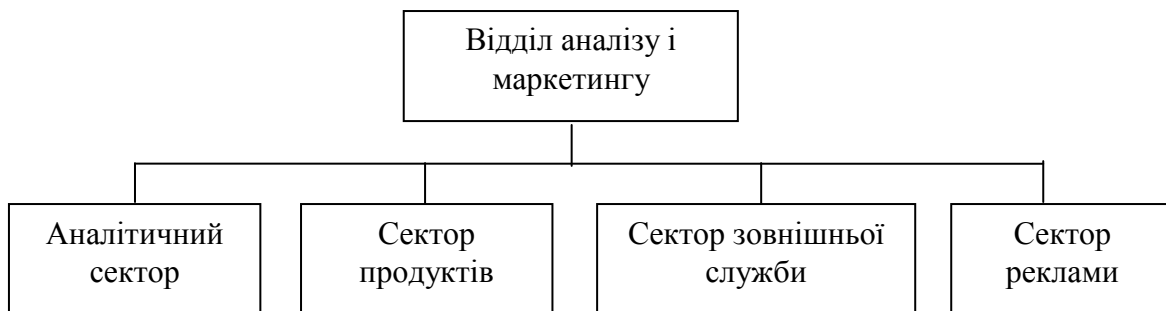 Відділ аналізу і
маркетингу
Аналітичний
сектор
Сектор
продуктів
Сектор зовнішньої
служби
Сектор
реклами